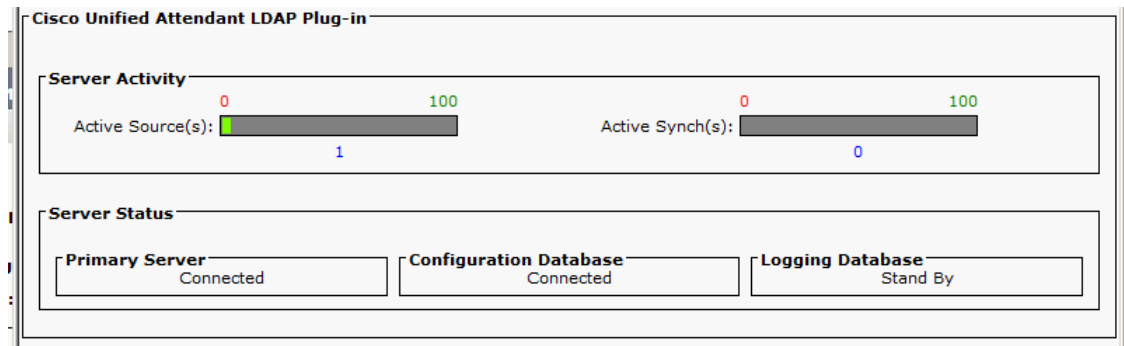 Cisco Unified Attendant LDAP Plug-in
Server Activity
0 100 0 100
Active Source(s): Active Synch(s):
1 0
Server Status
Primary Server Configuration Database Logging Database
Connected Connected Stand By